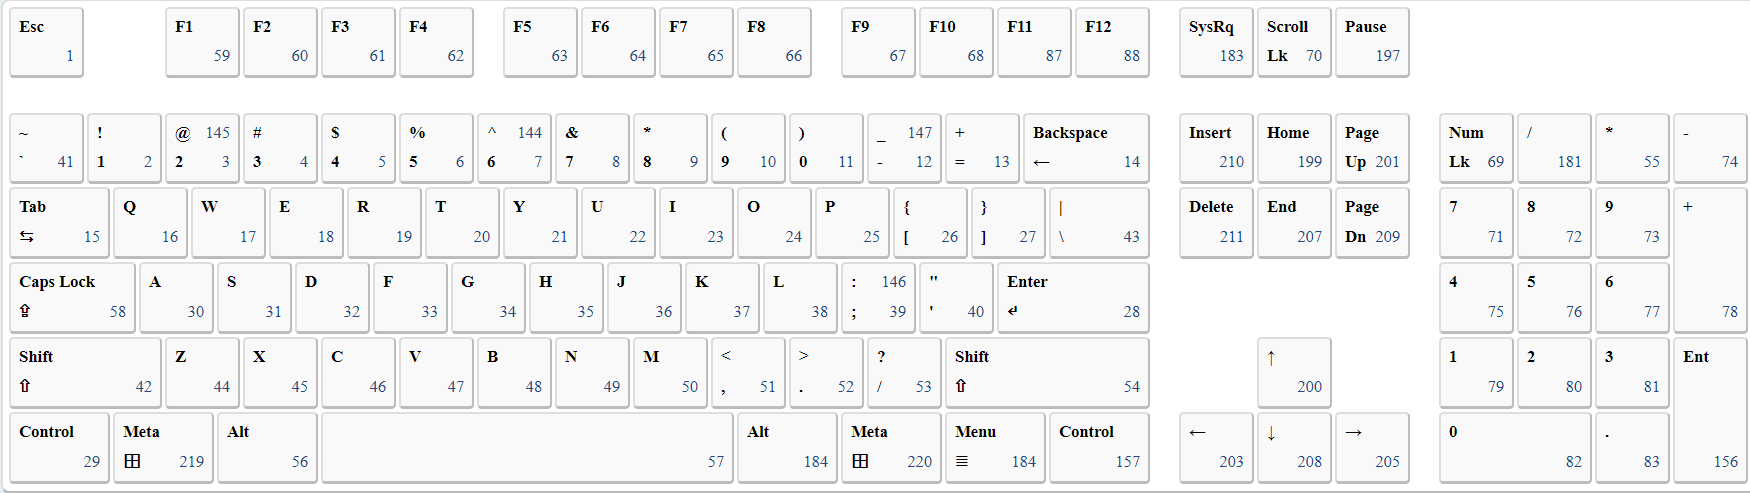 Esc F1 F2 F3 F4 F5 F6 F7 F8 F9 F10 F11 F12 SysRq Scroll Pause
1 59 60 61 62 63 64 65 66 67 68 87 88 183 Lk 70 197
~ ! @ 145 # $ % ^ 144 & * ( ) _ 147 + Backspace Insert Home Page Num / * -
` 41 1 2 2 3 3 4 4 5 5 6 6 7 7 8 8 9 9 10 0 11 - 12 = 13 ← 14 210 199 Up 201 Lk 69 181 55 74
Tab Q W E R T Y U I O P { } | Delete End Page 7 8 9 +
⇆ 15 16 17 18 19 20 21 22 23 24 25 [ 26 ] 27 \ 43 211 207 Dn 209 71 72 73
Caps Lock A S D F G H J K L : 146 " Enter 4 5 6
⇪ 58 30 31 32 33 34 35 36 37 38 ; 39 ' 40 ↵ 28 75 76 77 78
Shift Z X C V B N M < > ? Shift ↑ 1 2 3 Ent
⇧ 42 44 45 46 47 48 49 50 , 51 . 52 / 53 ⇧ 54 200 79 80 81
Control Meta Alt Alt Meta Menu Control ← ↓ → 0 .
29 219 56 57 184 220 ≣ 184 157 203 208 205 82 83 156